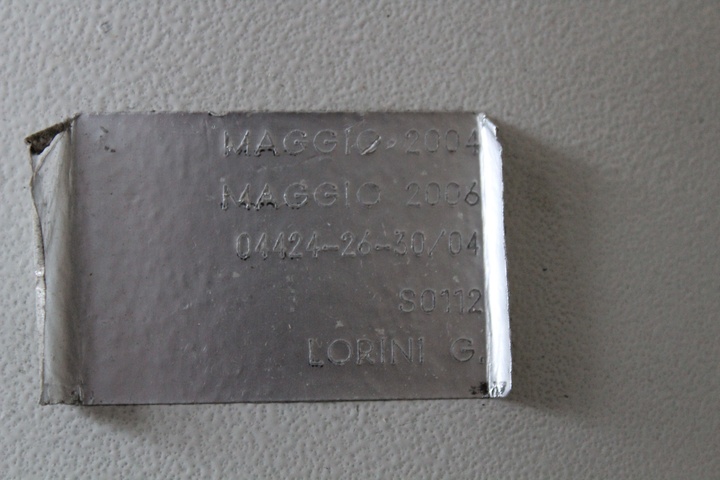 MAGGIO 2004
MAGGIO 2006
04424-26-30/04
S0112
LORINI G.